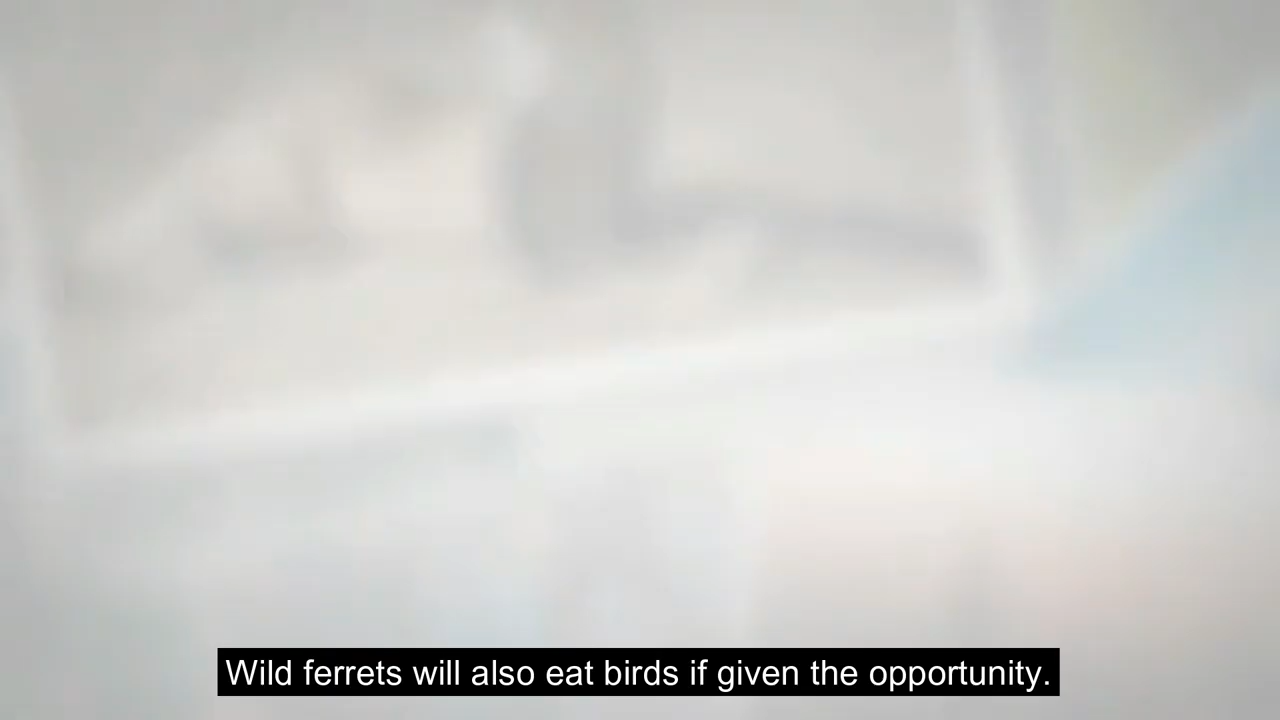 Wild ferrets will also eat birds if given the opportunity.